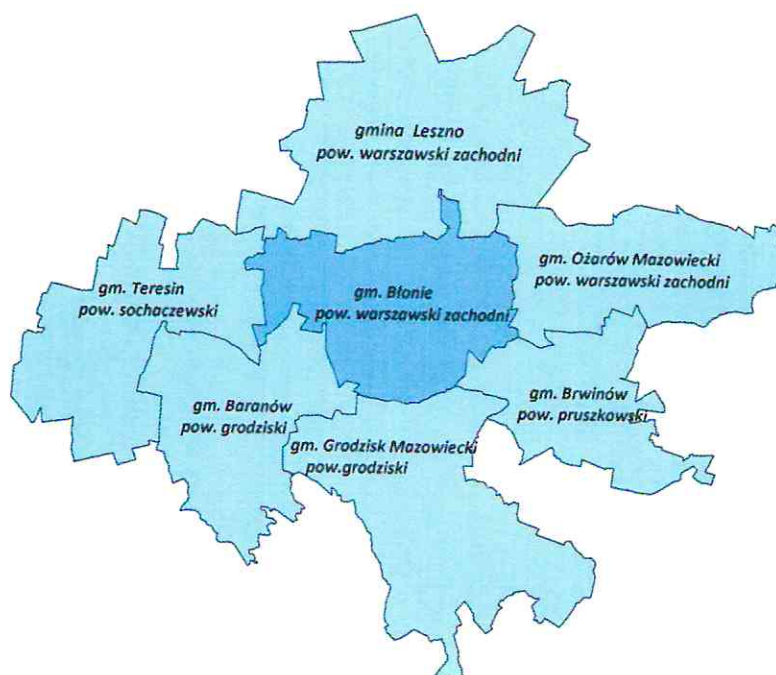 gmina Leszno
pow. warszawski zachodni
gm. Ożarów Mazowiecki
pow. warszawski zachodni
gm. Teresin
pow. sochaczewski
gm. Błonie
pow. warszawski zachodni
gm. Brwinów
pow. pruszkowski
gm. Baranów
pow. grodziski
gm. Grodzisk Mazowiecki
pow.grodziski